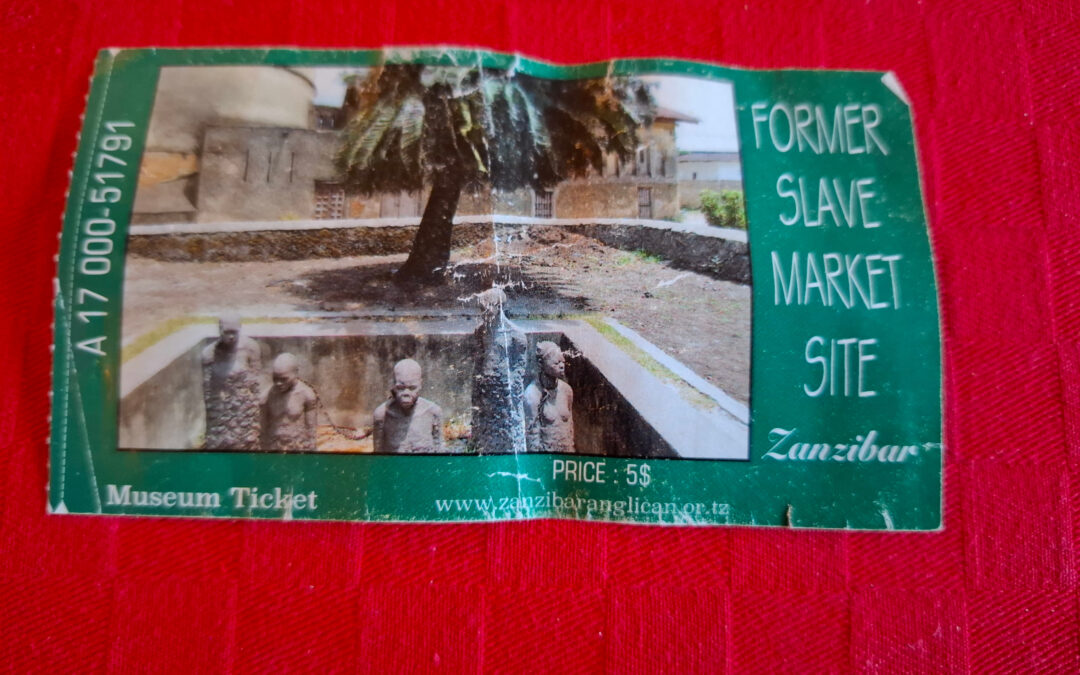 A 17 000-51791
FORMER
SLAVE
MARKET
SITE
Zanzibar
PRICE : 5$
Museum Ticket
www.zanzibaranglican.or.tz